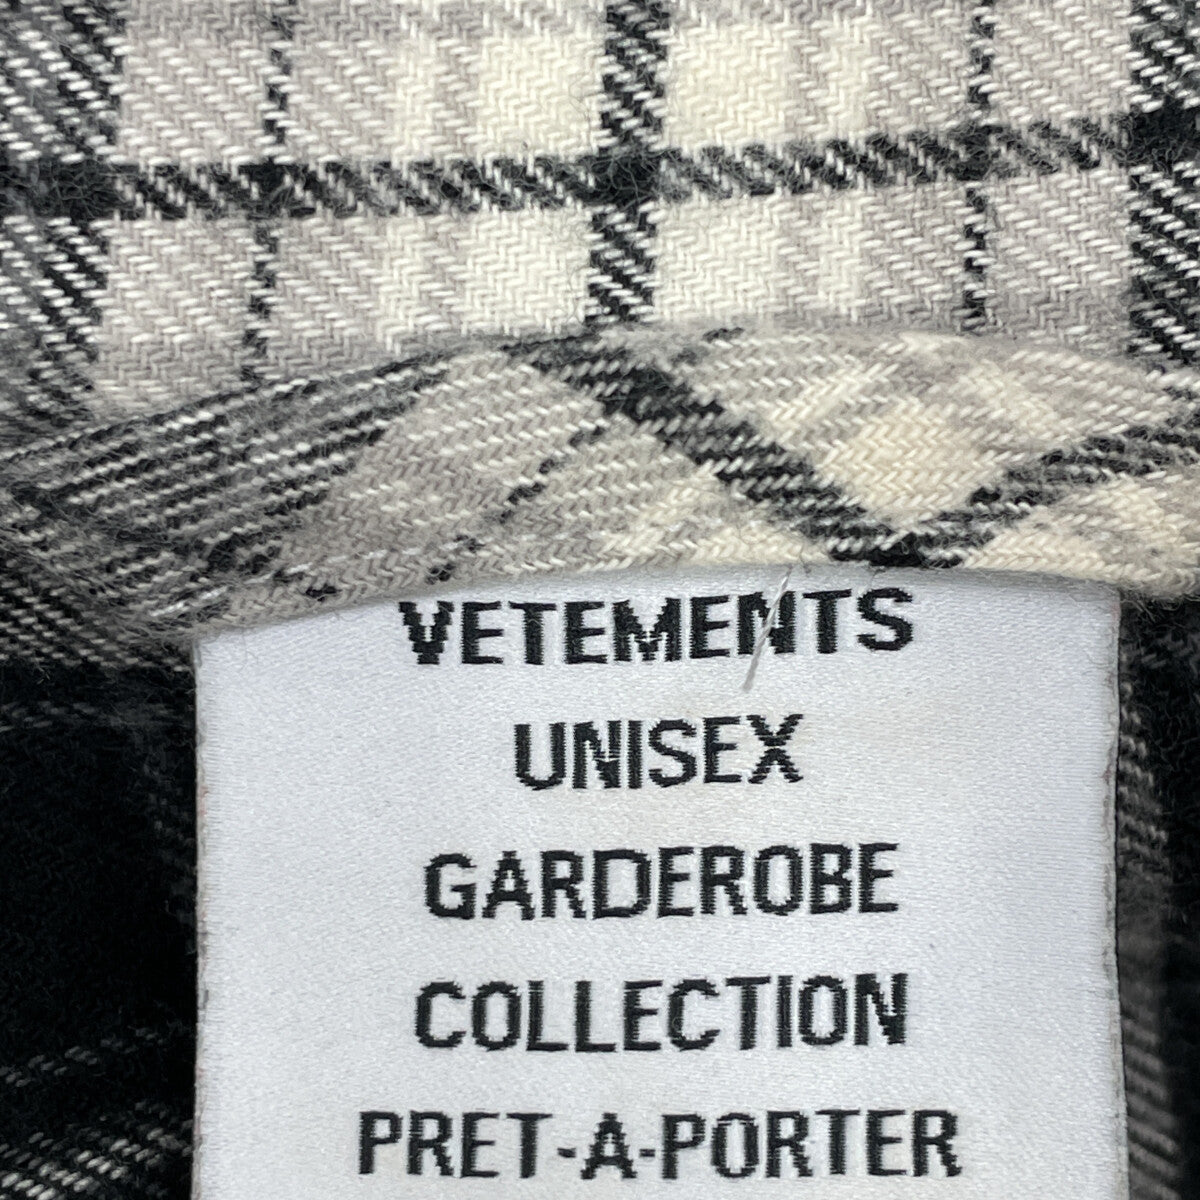 VETEMENTS
UNISEX
GARDEROBE
COLLECTION
PRET-A-PORTER